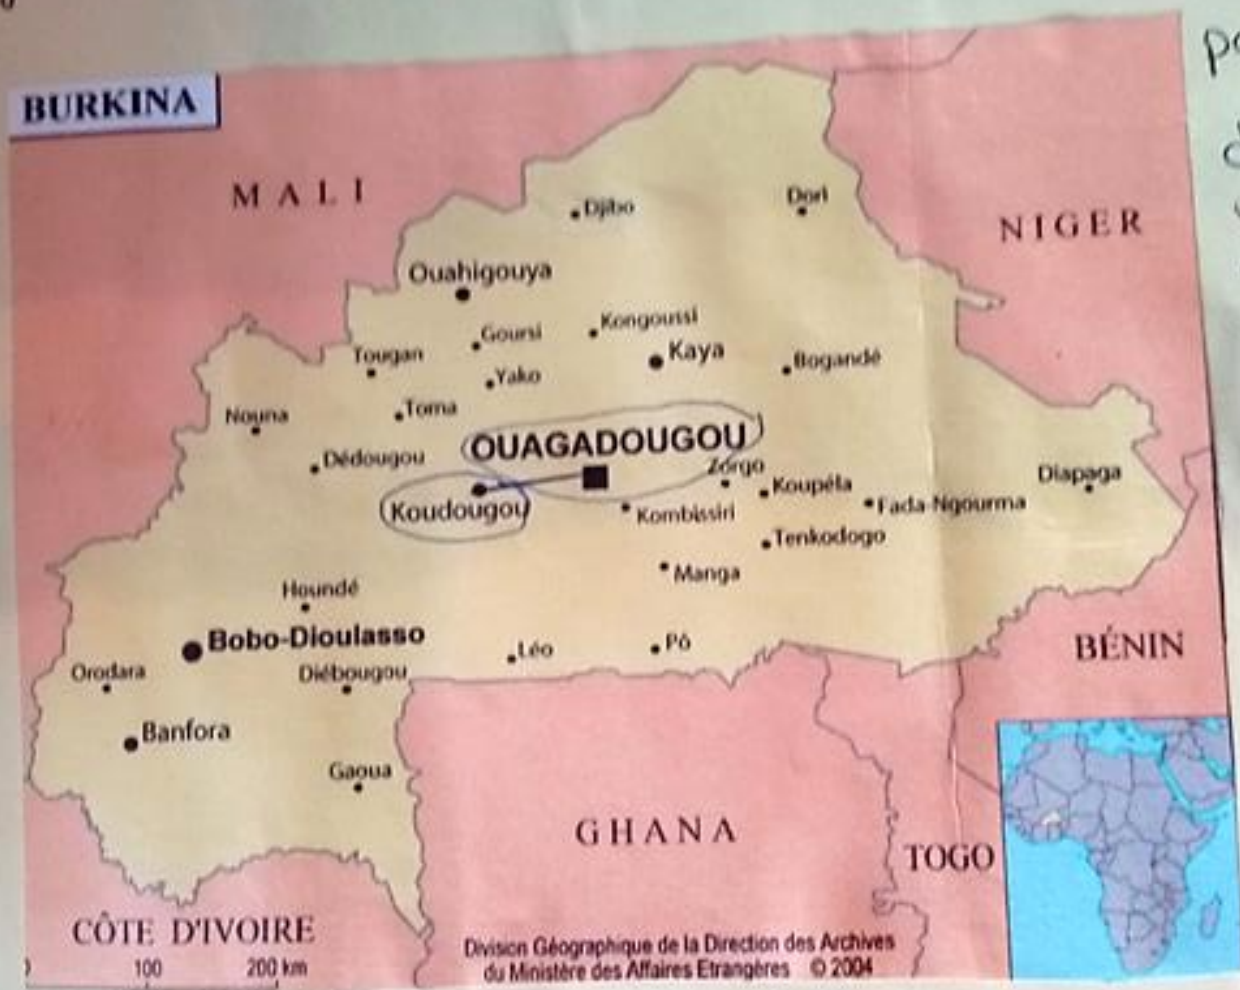 BURKINA
MALI
NIGER
Djibo
Dori
Ouahigouya
Goursi
Kongoussi
Tougan
Kaya
Bogandé
Yako
Nouna
Toma
OUAGADOUGOU
Dédougou
Zorgo
Diapaga
Koupéla
Koudougou
Kombissiri
Fada-Ngourma
Tenkodogo
Manga
Houndé
Bobo-Dioulasso
Léo
Pô
BÉNIN
Orodara
Diébougou
Banfora
Gaoua
GHANA
TOGO
CÔTE D'IVOIRE
100 200 km
Division Géographique de la Direction des Archives
du Ministère des Affaires Etrangères © 2004